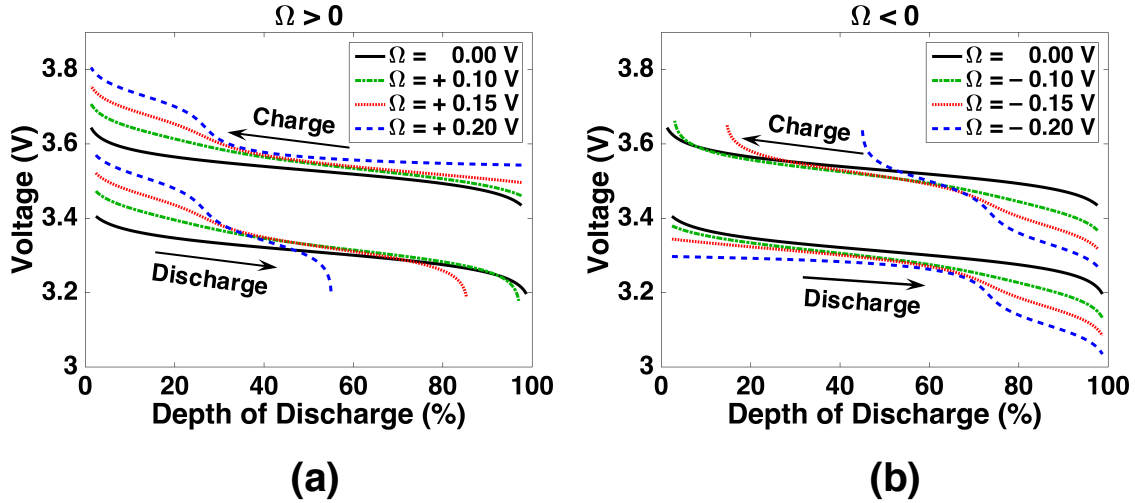 Ω > 0
Voltage (V)
3.8
3.6
3.4
3.2
3
0 20 40 60 80 100
Depth of Discharge (%)
Ω = 0.00 V
Ω = + 0.10 V
Ω = + 0.15 V
Ω = + 0.20 V
Charge
Discharge
(a)
Ω < 0
Voltage (V)
3.8
3.6
3.4
3.2
3
0 20 40 60 80 100
Depth of Discharge (%)
Ω = 0.00 V
Ω = − 0.10 V
Ω = − 0.15 V
Ω = − 0.20 V
Charge
Discharge
(b)